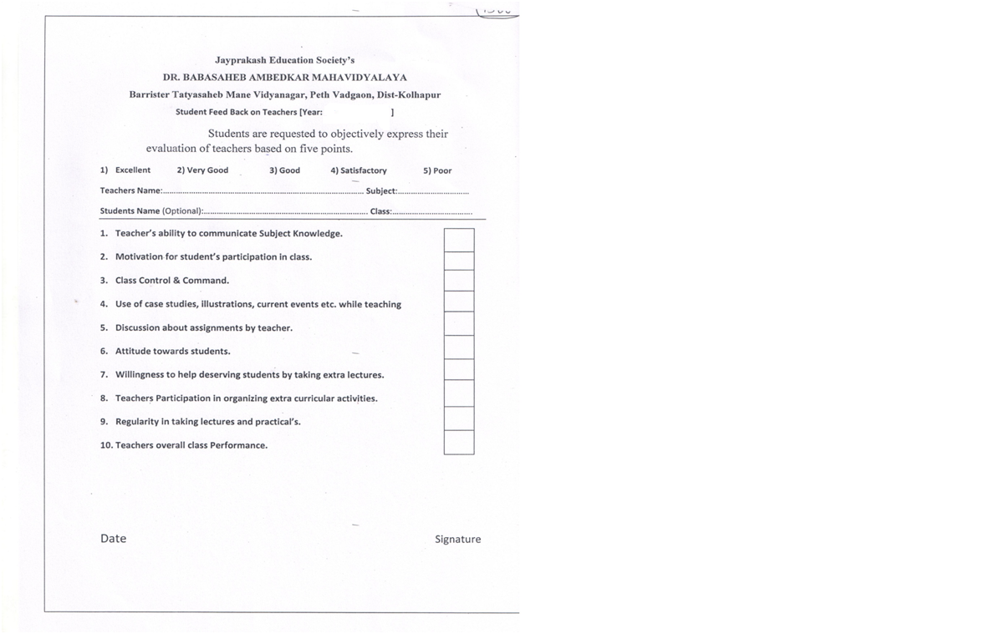 Jayprakash Education Society's
DR. BABASAHEB AMBEDKAR MAHAVIDYALAYA
Barrister Tatyasaheb Mane Vidyanagar, Peth Vadgaon, Dist-Kolhapur
Student Feed Back on Teachers [Year: ]
Students are requested to objectively express their
evaluation of teachers based on five points.
1) Excellent 2) Very Good 3) Good 4) Satisfactory 5) Poor
Teachers Name:........................................................................................ Subject:...............................
Students Name (Optional):....................................................................... Class:...................................
1. Teacher's ability to communicate Subject Knowledge.
2. Motivation for student's participation in class.
3. Class Control & Command.
4. Use of case studies, illustrations, current events etc. while teaching
5. Discussion about assignments by teacher.
6. Attitude towards students.
7. Willingness to help deserving students by taking extra lectures.
8. Teachers Participation in organizing extra curricular activities.
9. Regularity in taking lectures and practical's.
10. Teachers overall class Performance.
Date Signature